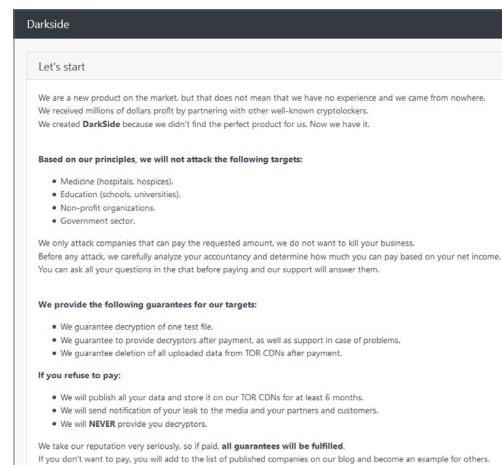 Darkside
Let's start
We are a new product on the market, but that does not mean that we have no experience and we came from nowhere.
We received millions of dollars profit by partnering with other well-known cryptolockers.
We created DarkSide because we didn't find the perfect product for us. Now we have it.
Based on our principles, we will not attack the following targets:
• Medicine (hospitals, hospices).
• Education (schools, universities).
• Non-profit organizations.
• Government sector.
We only attack companies that can pay the requested amount, we do not want to kill your business.
Before any attack, we carefully analyze your accountancy and determine how much you can pay based on your net income.
You can ask all your questions in the chat before paying and our support will answer them.
We provide the following guarantees for our targets:
• We guarantee decryption of one test file.
• We guarantee to provide decryptors after payment, as well as support in case of problems.
• We guarantee deletion of all uploaded data from TOR CDNs after payment.
If you refuse to pay:
• We will publish all your data and store it on our TOR CDNs for at least 6 months.
• We will send notification of your leak to the media and your partners and customers.
• We will NEVER provide you decryptors.
We take our reputation very seriously, so if paid, all guarantees will be fulfilled.
If you don't want to pay, you will add to the list of published companies on our blog and become an example for others.